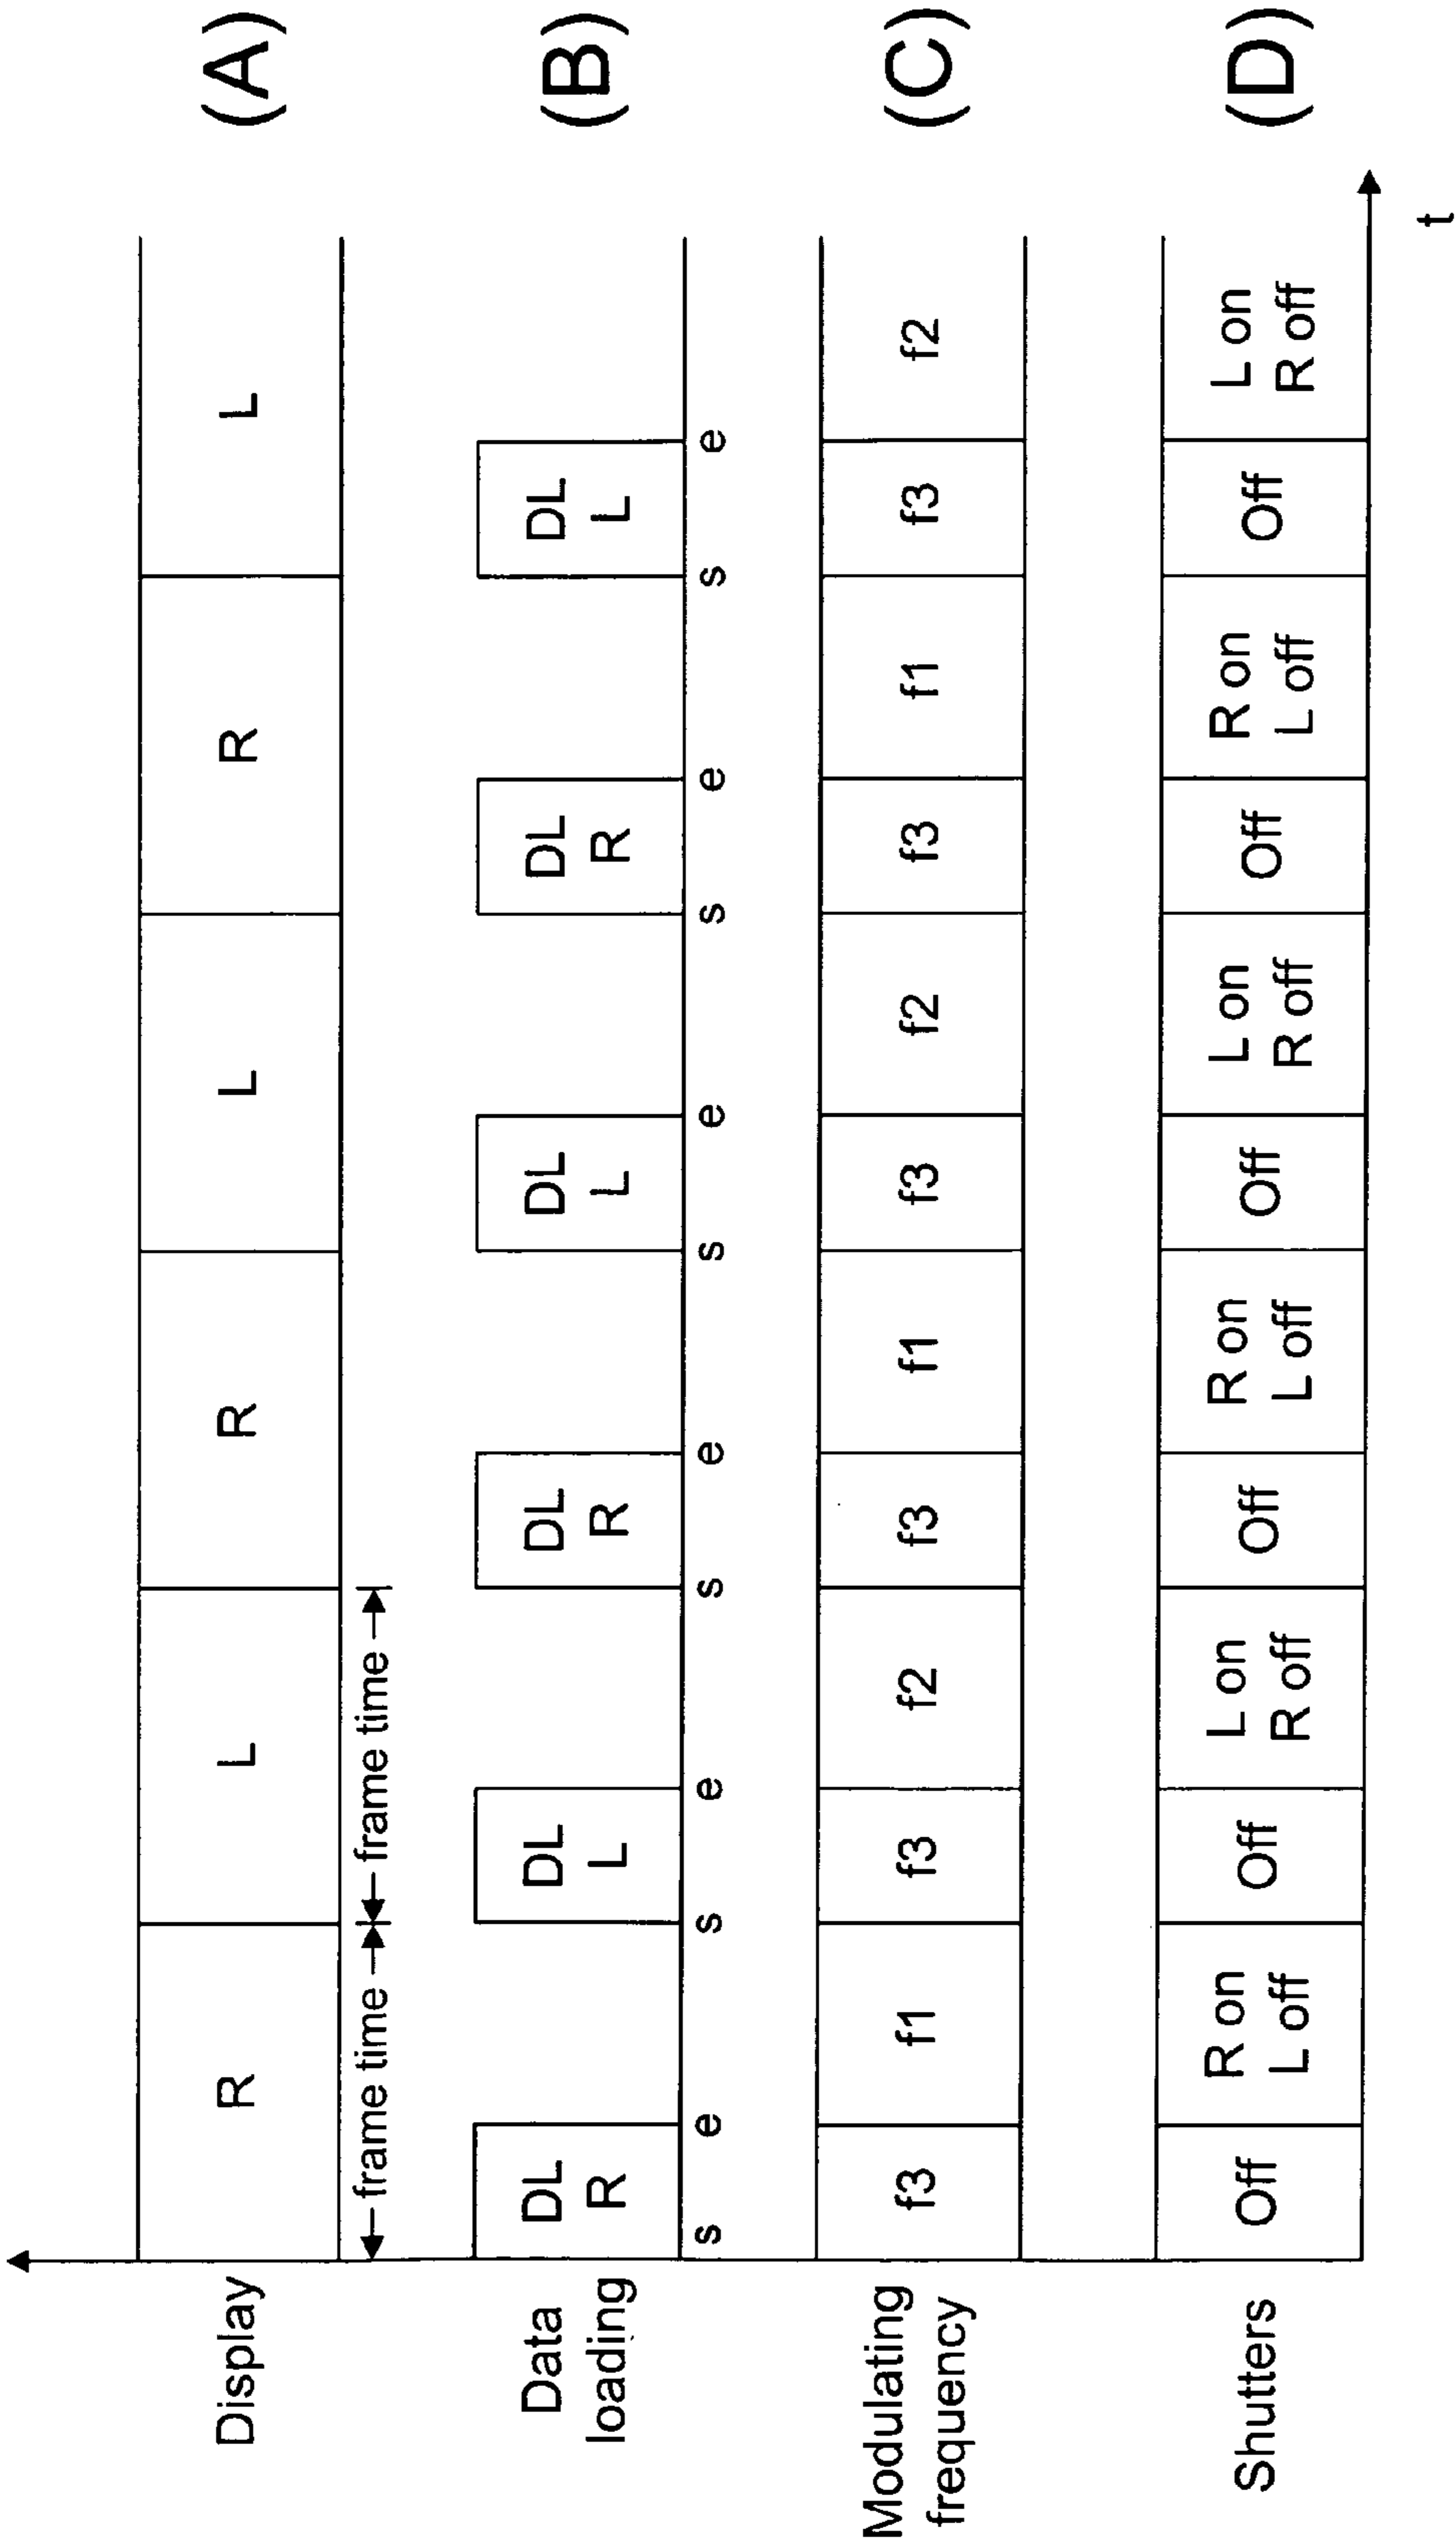 Display
R
L
R
L
R
L
(A)
frame time
frame time
Data
loading
DL
R
DL
L
DL
R
DL
L
DL
R
DL
L
(B)
s
e
s
e
s
e
s
e
s
e
s
e
Modulating
frequency
f3
f1
f3
f2
f3
f1
f3
f2
f3
f1
f3
f2
(C)
Shutters
Off
R on
L off
Off
L on
R off
Off
R on
L off
Off
L on
R off
Off
R on
L off
Off
L on
R off
(D)
t